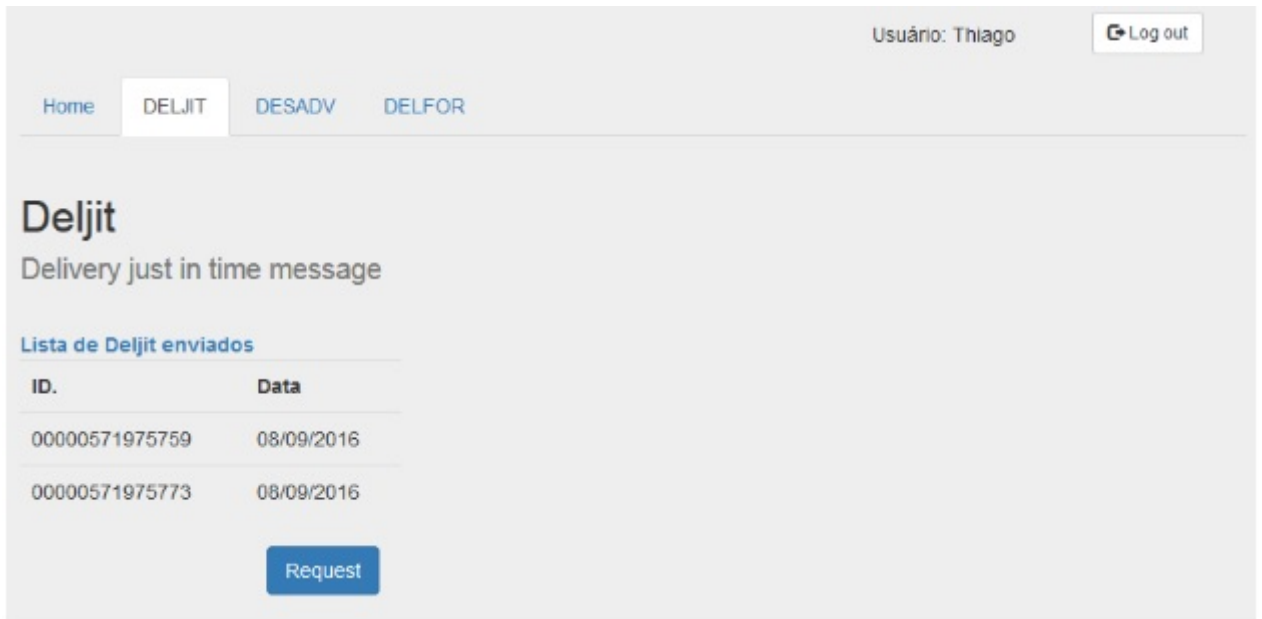 Usuário: Thiago Log out
Home DELJIT DESADV DELFOR
Deljit
Delivery just in time message
Lista de Deljit enviados
ID. Data
00000571975759 08/09/2016
00000571975773 08/09/2016
Request